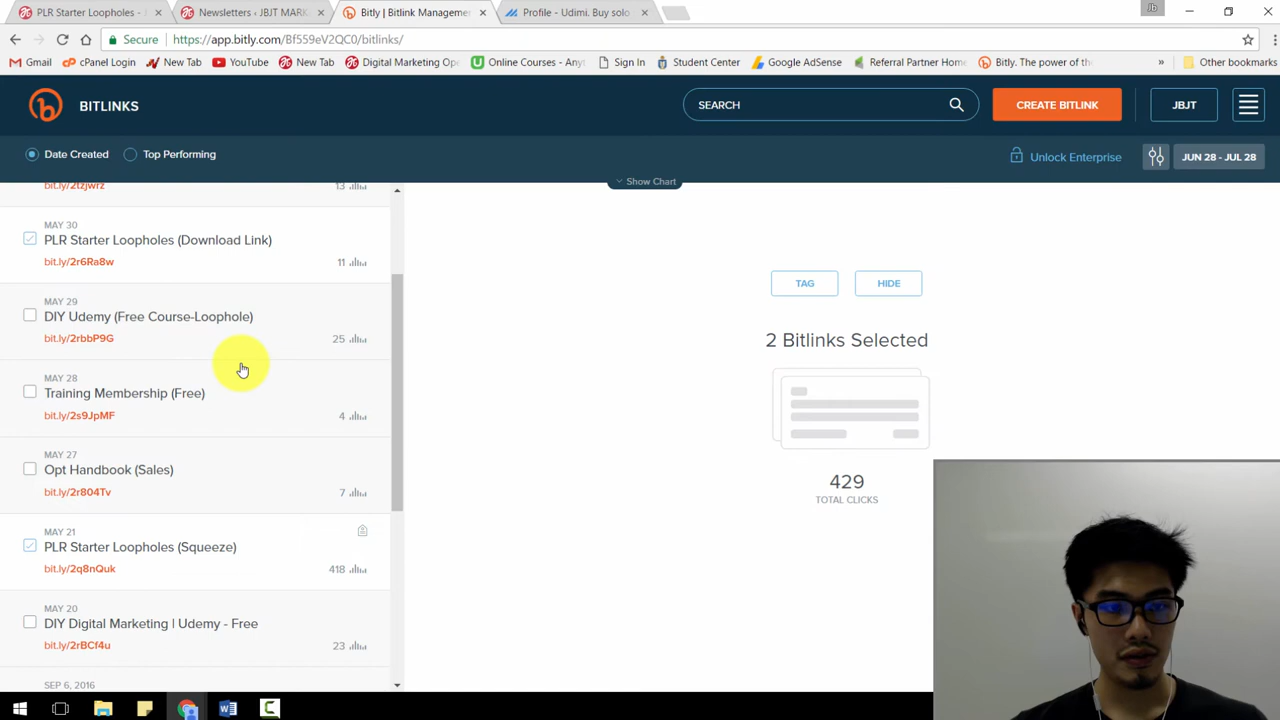 PLR Starter Loopholes - J
Newsletters ‹ JBJT MARK
Bitly | Bitlink Manageme
Profile - Udimi. Buy solo
Jb
Secure
https://app.bitly.com/Bf559eV2QC0/bitlinks/
Gmail
cPanel Login
New Tab
YouTube
New Tab
Digital Marketing Op
Online Courses - Anyt
Sign In
Student Center
Google AdSense
Referral Partner Hom
Bitly. The power of th
»
Other bookmarks
BITLINKS
SEARCH
CREATE BITLINK
JBJT
Date Created
Top Performing
Unlock Enterprise
JUN 28 - JUL 28
Show Chart
bit.ly/2tzjwrz
13
MAY 30
PLR Starter Loopholes (Download Link)
bit.ly/2r6Ra8w
11
MAY 29
DIY Udemy (Free Course-Loophole)
bit.ly/2rbbP9G
25
MAY 28
Training Membership (Free)
bit.ly/2s9JpMF
4
MAY 27
Opt Handbook (Sales)
bit.ly/2r804Tv
7
MAY 21
PLR Starter Loopholes (Squeeze)
bit.ly/2q8nQuk
418
MAY 20
DIY Digital Marketing | Udemy - Free
bit.ly/2rBCf4u
23
SEP 6, 2016
TAG
HIDE
2 Bitlinks Selected
429
TOTAL CLICKS